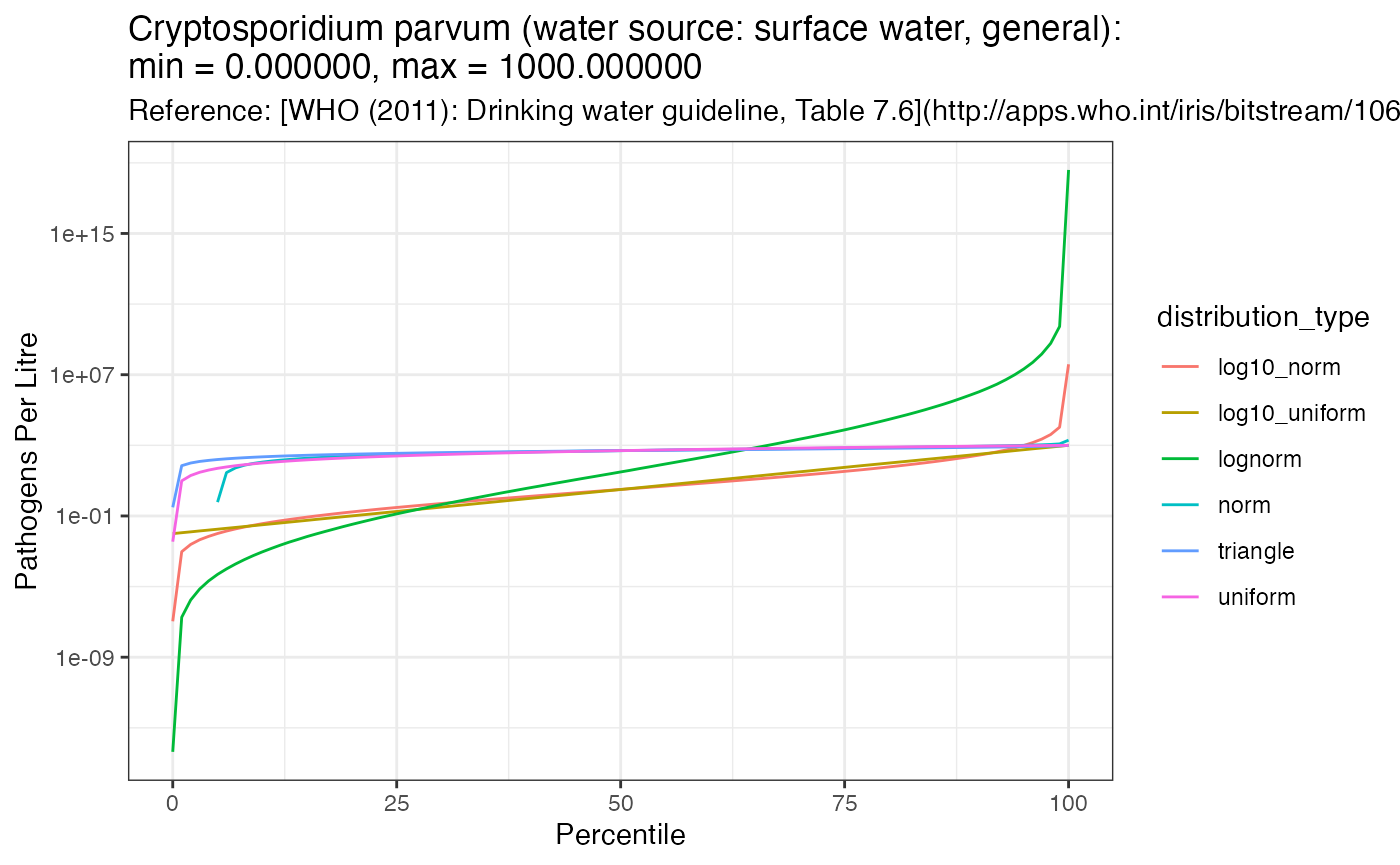 Cryptosporidium parvum (water source: surface water, general):
min = 0.000000, max = 1000.000000
Reference: [WHO (2011): Drinking water guideline, Table 7.6](http://apps.who.int/iris/bitstream/106
Pathogens Per Litre
1e+15
1e+07
1e-01
1e-09
0 25 50 75 100
Percentile
distribution_type
log10_norm
log10_uniform
lognorm
norm
triangle
uniform